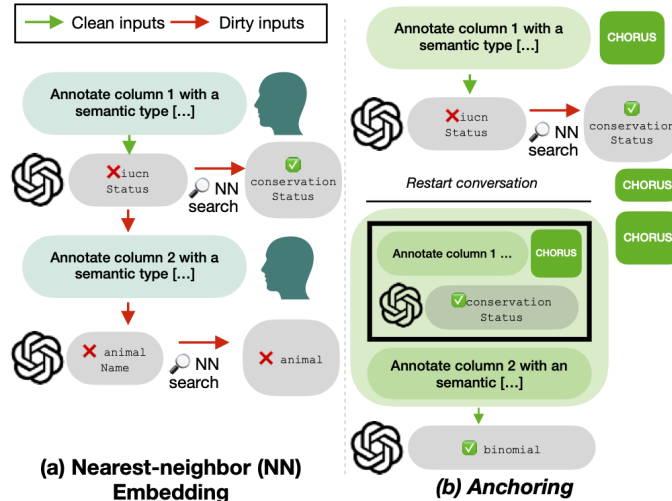 Clean inputs
Dirty inputs
Annotate column 1 with a
semantic type [...]
iucn
Status
NN
search
conservation
Status
Annotate column 2 with a
semantic type [...]
animal
Name
NN
search
animal
(a) Nearest-neighbor (NN)
Embedding
Annotate column 1 with a
semantic type [...]
CHORUS
iucn
Status
NN
search
conservation
Status
Restart conversation
CHORUS
CHORUS
Annotate column 1 ...
CHORUS
conservation
Status
Annotate column 2 with an
semantic [...]
binomial
(b) Anchoring